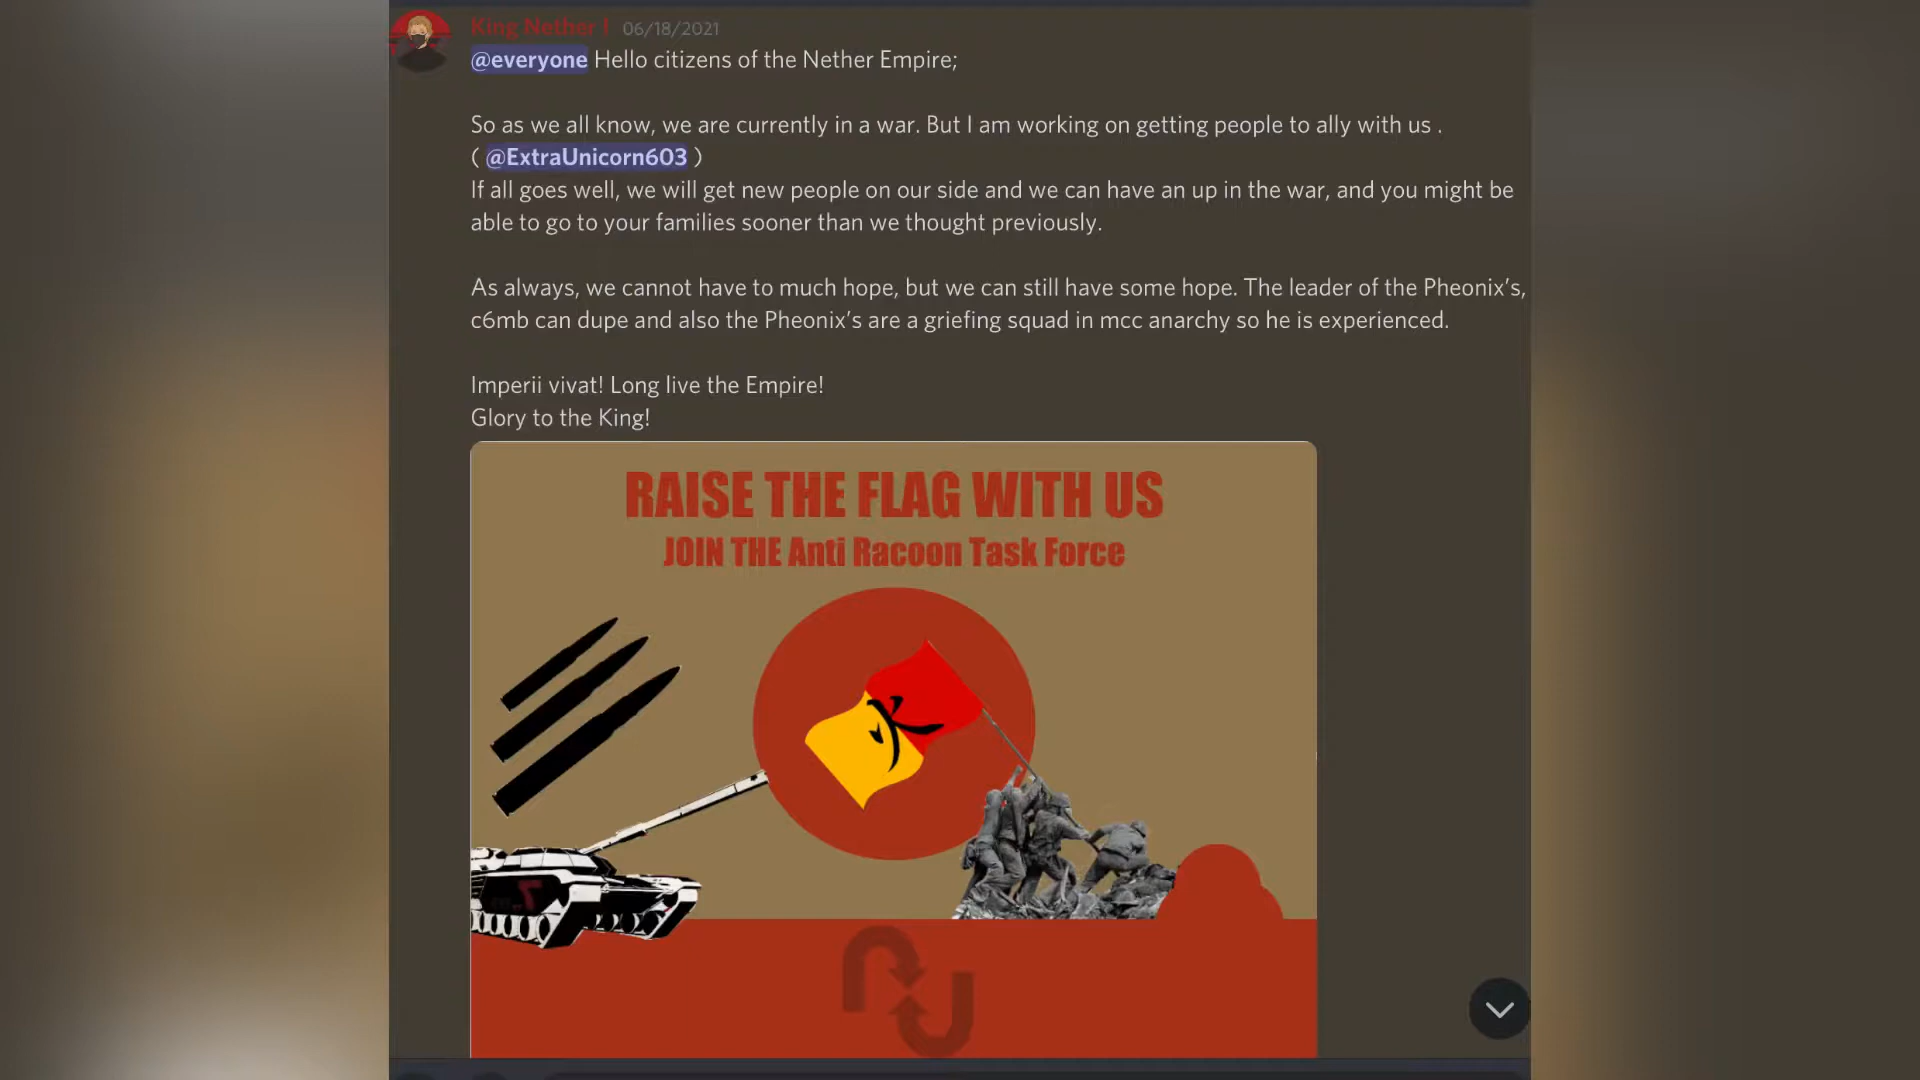 King Nether I 06/18/2021
@everyone Hello citizens of the Nether Empire;
So as we all know, we are currently in a war. But I am working on getting people to ally with us .
( @ExtraUnicorn603 )
If all goes well, we will get new people on our side and we can have an up in the war, and you might be
able to go to your families sooner than we thought previously.
As always, we cannot have to much hope, but we can still have some hope. The leader of the Pheonix’s,
c6mb can dupe and also the Pheonix’s are a griefing squad in mcc anarchy so he is experienced.
Imperii vivat! Long live the Empire!
Glory to the King!
RAISE THE FLAG WITH US
JOIN THE Anti Racoon Task Force